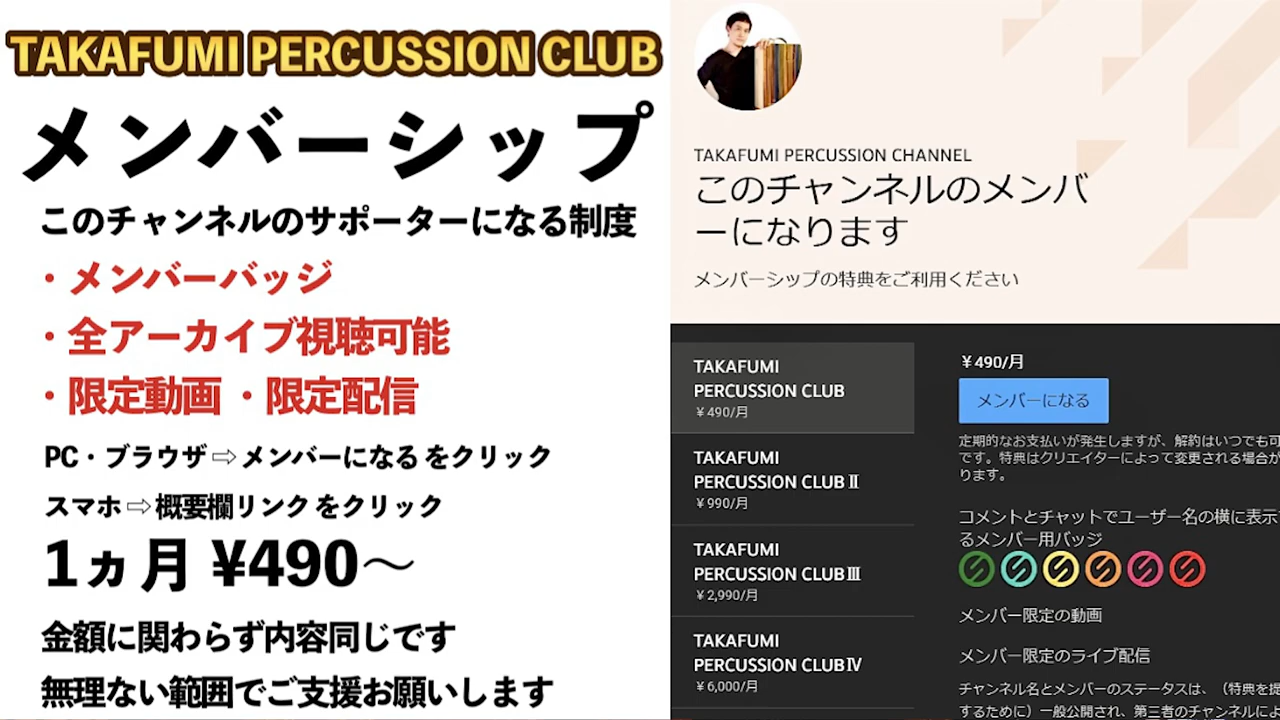 TAKAFUMI PERCUSSION CLUB
メンバーシップ
このチャンネルのサポーターになる制度
・メンバーバッジ
・全アーカイブ視聴可能
・限定動画 ・限定配信
PC・ブラウザ⇨メンバーになる をクリック
スマホ⇨概要欄リンク をクリック
1ヵ月 ¥490～
金額に関わらず内容同じです
無理ない範囲でご支援お願いします
TAKAFUMI PERCUSSION CHANNEL
このチャンネルのメンバ
ーになります
メンバーシップの特典をご利用ください
TAKAFUMI
PERCUSSION CLUB
￥490/月
TAKAFUMI
PERCUSSION CLUBⅡ
￥990/月
TAKAFUMI
PERCUSSION CLUBⅢ
￥2,990/月
TAKAFUMI
PERCUSSION CLUBⅣ
￥6,000/月
￥490/月
メンバーになる
定期的なお支払いが発生しますが、解約はいつでも可
です。特典はクリエイターによって変更される場合が
ります。
コメントとチャットでユーザー名の横に表示
るメンバー用バッジ
メンバー限定の動画
メンバー限定のライブ配信
チャンネル名とメンバーのステータスは、（特典を提
するために）一般公開され、第三者のチャンネルによ